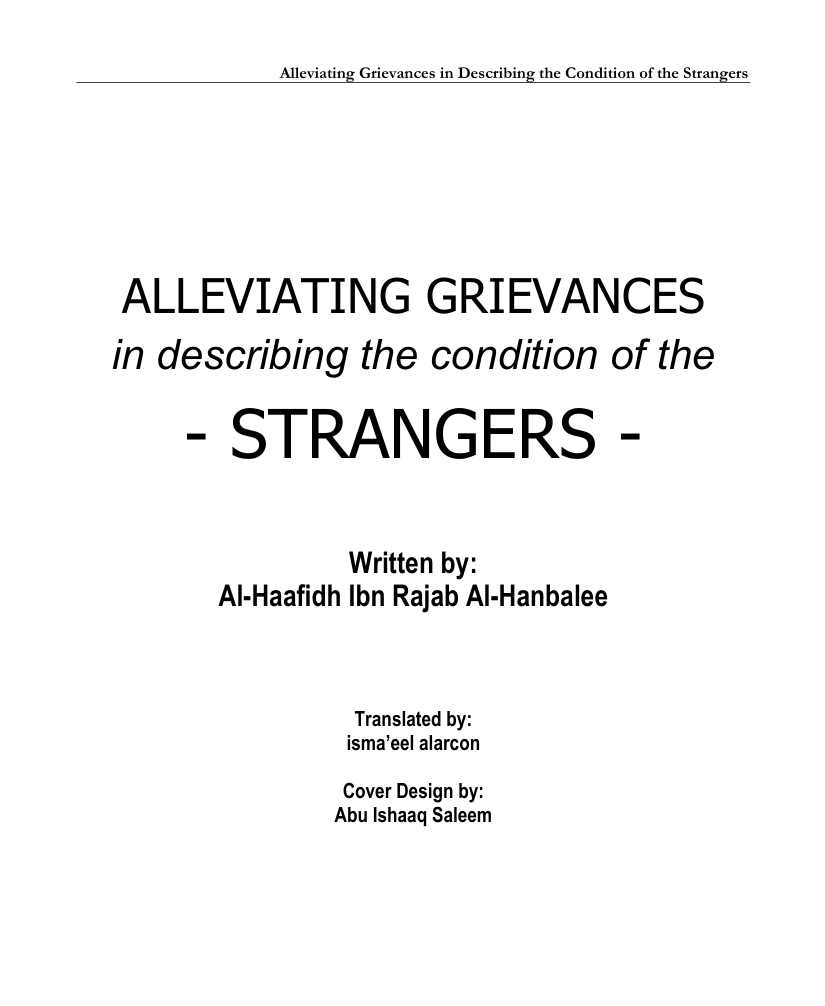 Alleviating Grievances in Describing the Condition of the Strangers
ALLEVIATING GRIEVANCES
in describing the condition of the
- STRANGERS -
Written by:
Al-Haafidh Ibn Rajab Al-Hanbalee
Translated by:
isma’eel alarcon
Cover Design by:
Abu Ishaaq Saleem